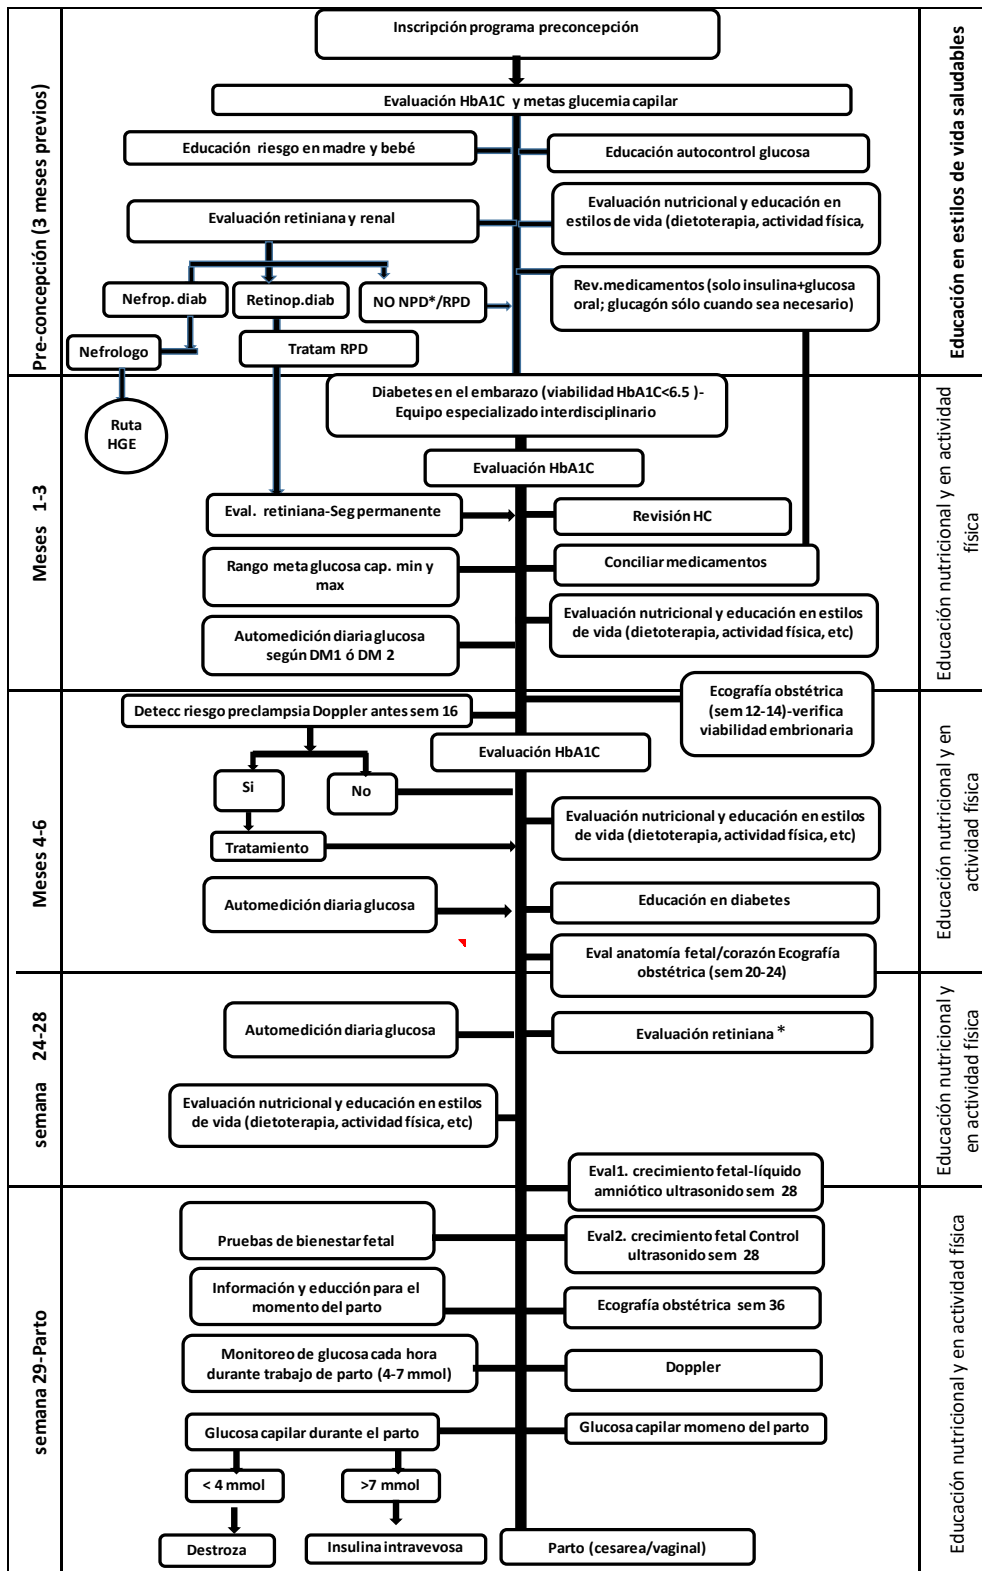 Pre-concepción (3 meses previos)
Inscripción programa preconcepción
Evaluación HbA1C y metas glucemia capilar
Educación riesgo en madre y bebé
Educación autocontrol glucosa
Evaluación retiniana y renal
Evaluación nutricional y educación en
estilos de vida (dietoterapia, actividad física,
Nefrop. diab
Retinop.diab
NO NPD*/RPD
Rev.medicamentos (solo insulina+glucosa
oral; glucagón sólo cuando sea necesario)
Nefrologo
Tratam RPD
Educación en estilos de vida saludables
Meses 1-3
Diabetes en el embarazo (viabilidad HbA1C<6.5 )-
Equipo especializado interdisciplinario
Ruta
HGE
Evaluación HbA1C
Eval. retiniana-Seg permanente
Revisión HC
Rango meta glucosa cap. min y
max
Conciliar medicamentos
Automedición diaria glucosa
según DM1 ó DM 2
Evaluación nutricional y educación en estilos
de vida (dietoterapia, actividad física, etc)
Educación nutricional y en actividad
física
Meses 4-6
Detecc riesgo preclampsia Doppler antes sem 16
Ecografía obstétrica
(sem 12-14)-verifica
viabilidad embrionaria
Evaluación HbA1C
Si
No
Tratamiento
Evaluación nutricional y educación en estilos
de vida (dietoterapia, actividad física, etc)
Automedición diaria glucosa
Educación en diabetes
Eval anatomía fetal/corazón Ecografía
obstétrica (sem 20-24)
Educación nutricional y en
actividad física
semana 24-28
Automedición diaria glucosa
Evaluación retiniana *
Evaluación nutricional y educación en estilos
de vida (dietoterapia, actividad física, etc)
Eval1. crecimiento fetal-líquido
amniótico ultrasonido sem 28
Educación nutricional y
en actividad física
semana 29-Parto
Pruebas de bienestar fetal
Eval2. crecimiento fetal Control
ultrasonido sem 28
Información y educción para el
momento del parto
Ecografía obstétrica sem 36
Monitoreo de glucosa cada hora
durante trabajo de parto (4-7 mmol)
Doppler
Glucosa capilar durante el parto
Glucosa capilar momeno del parto
< 4 mmol
>7 mmol
Destroza
Insulina intravevosa
Parto (cesarea/vaginal)
Educación nutricional y en actividad física